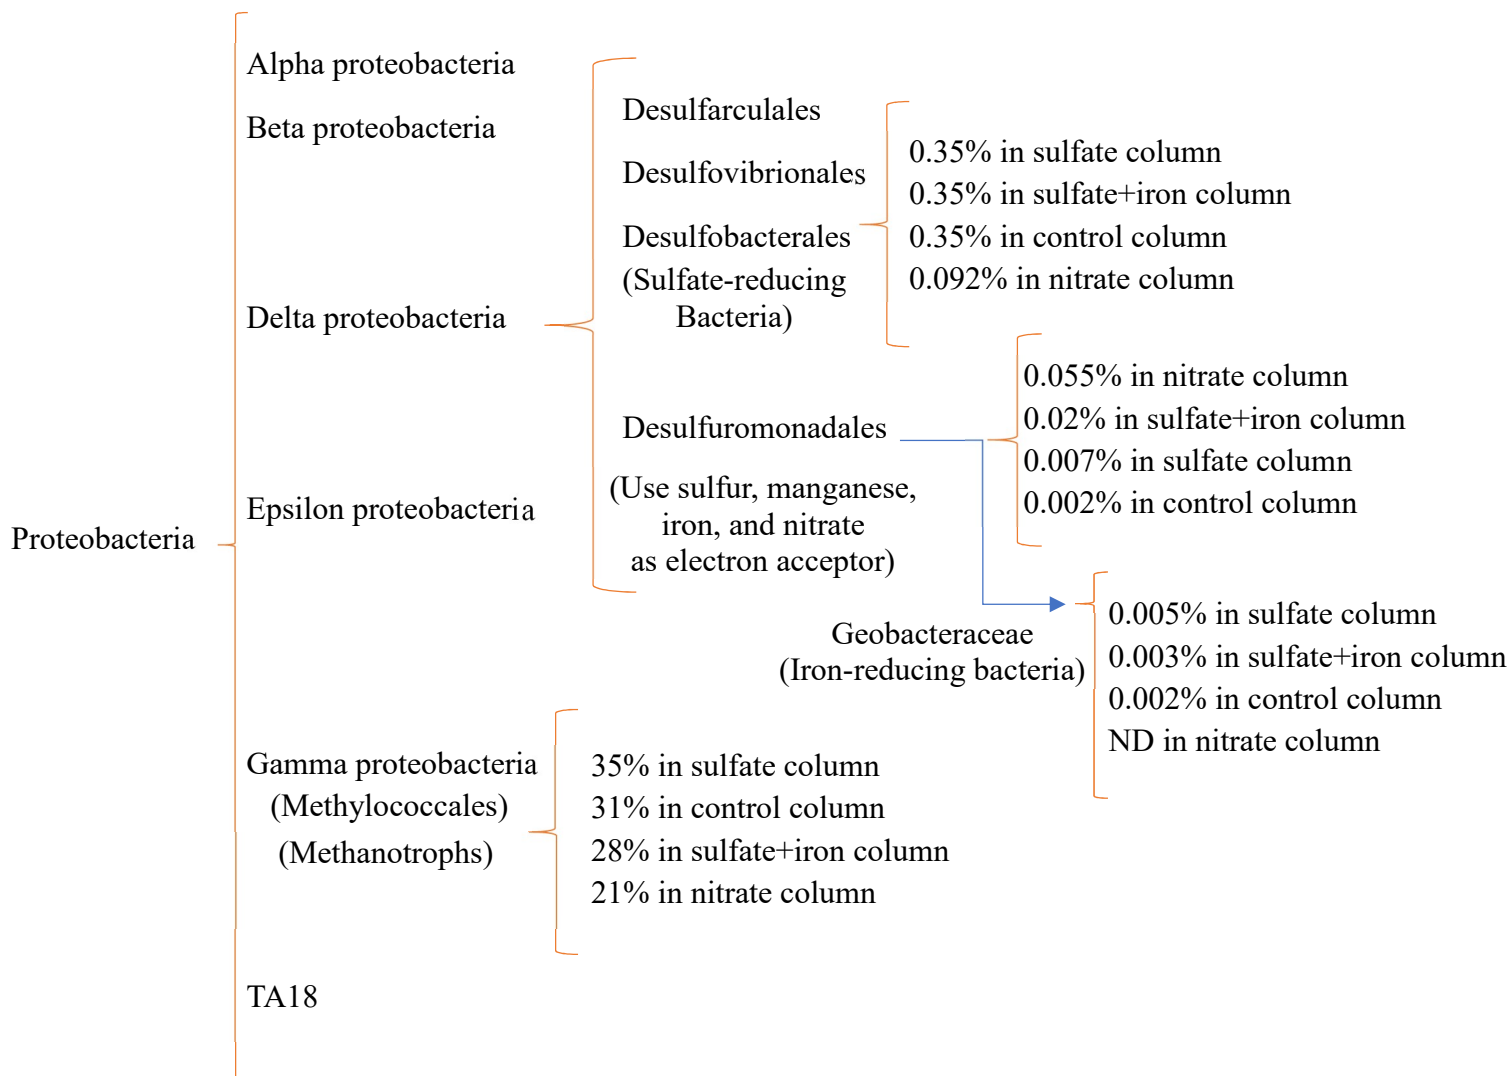 Proteobacteria
Alpha proteobacteria
Beta proteobacteria
Delta proteobacteria
Desulfarculales
Desulfovibrionales
Desulfobacterales
(Sulfate-reducing
Bacteria)
0.35% in sulfate column
0.35% in sulfate+iron column
0.35% in control column
0.092% in nitrate column
Desulfuromonadales
(Use sulfur, manganese,
iron, and nitrate
as electron acceptor)
0.055% in nitrate column
0.02% in sulfate+iron column
0.007% in sulfate column
0.002% in control column
Geobacteraceae
(Iron-reducing bacteria)
0.005% in sulfate column
0.003% in sulfate+iron column
0.002% in control column
ND in nitrate column
Epsilon proteobacteria
Gamma proteobacteria
(Methylococcales)
(Methanotrophs)
35% in sulfate column
31% in control column
28% in sulfate+iron column
21% in nitrate column
TA18